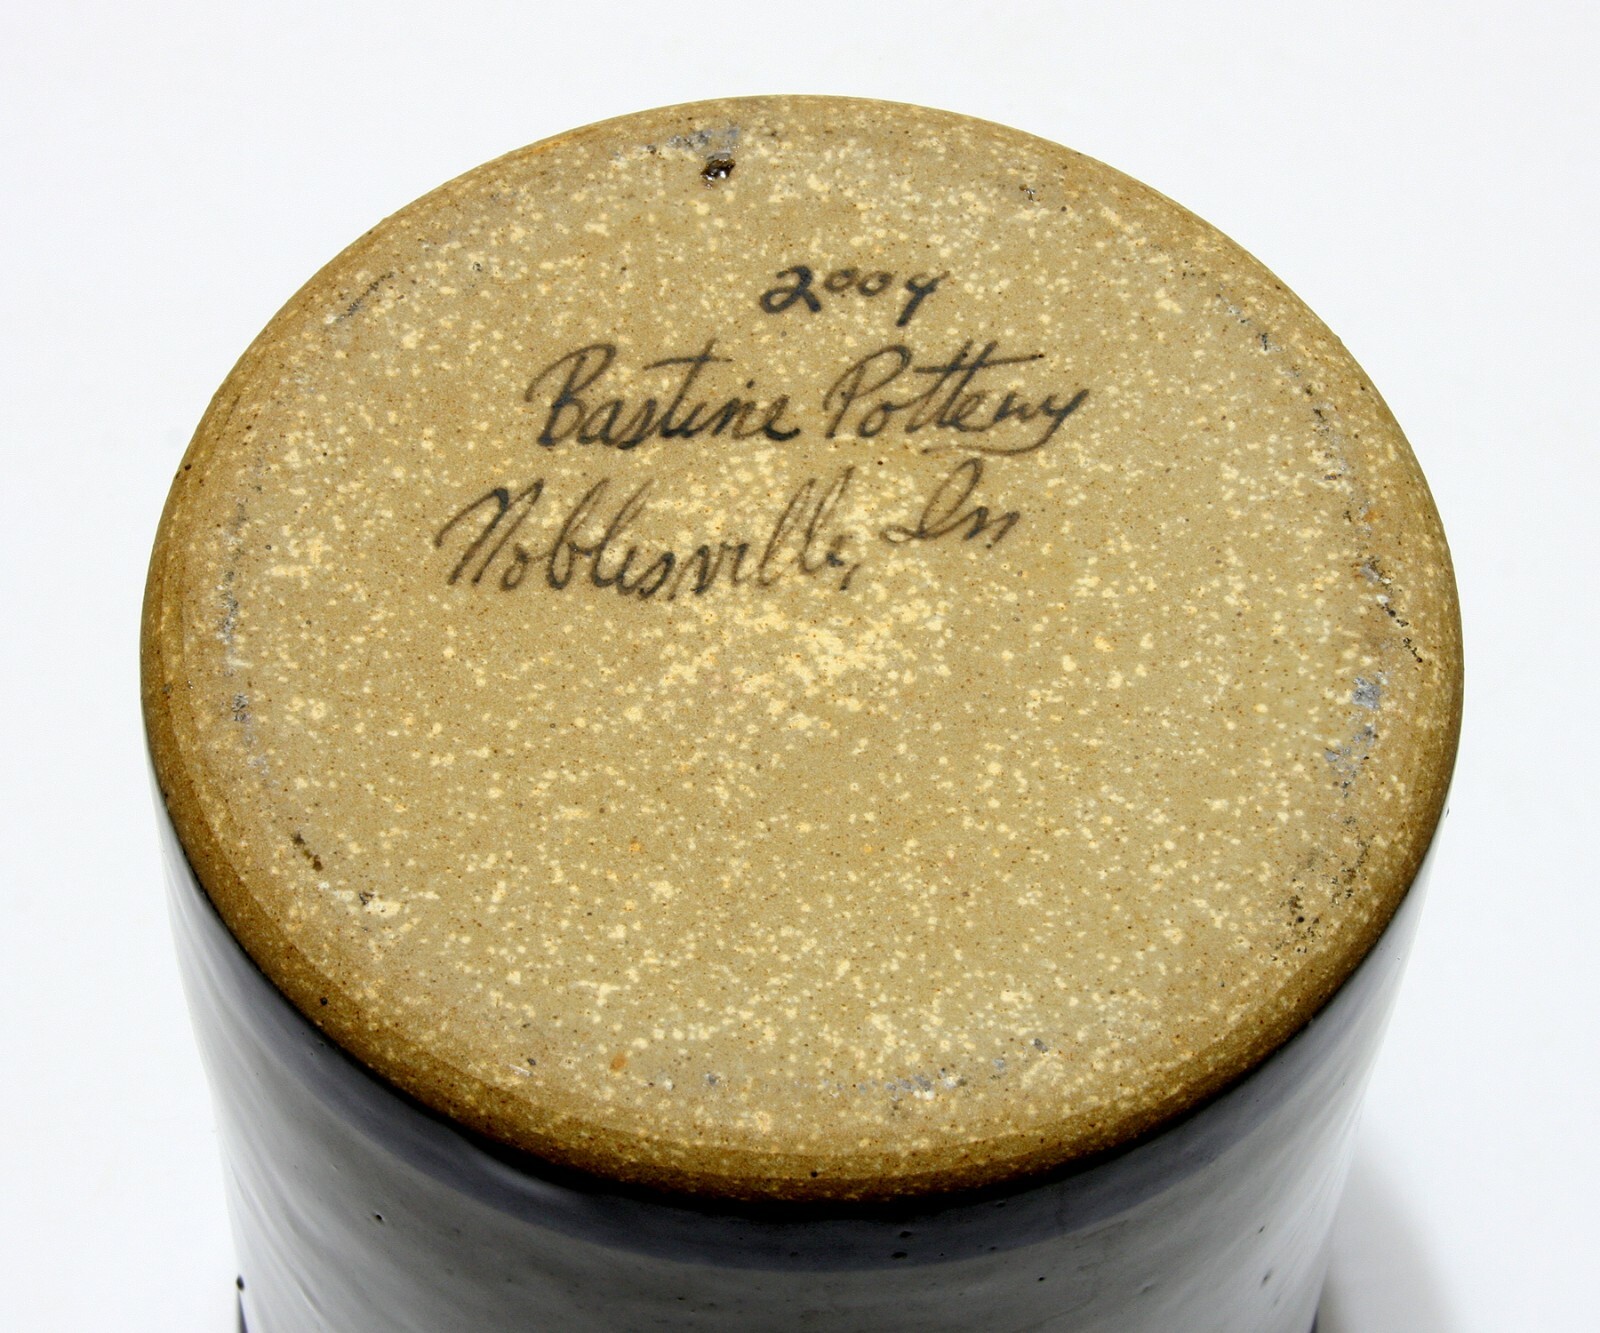 2004
Bastine Pottery
Noblesville, In